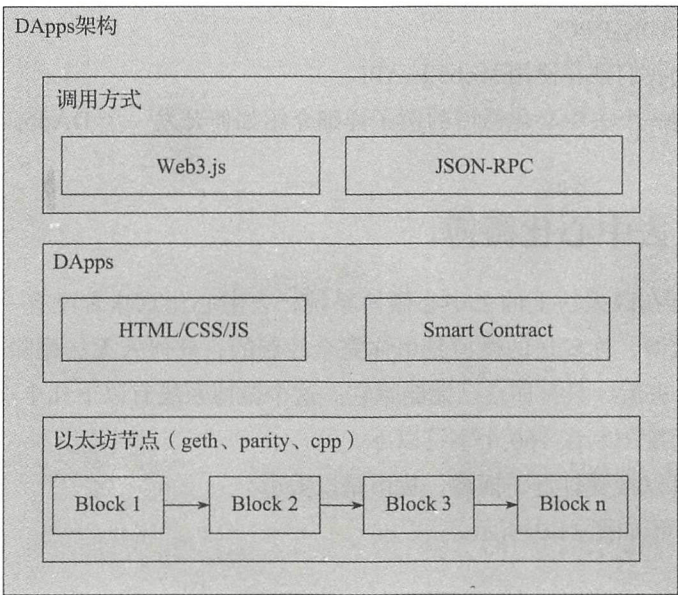 DApps架构
调用方式
Web3.js
JSON-RPC
DApps
HTML/CSS/JS
Smart Contract
以太坊节点（geth、parity、cpp）
Block 1
Block 2
Block 3
Block n